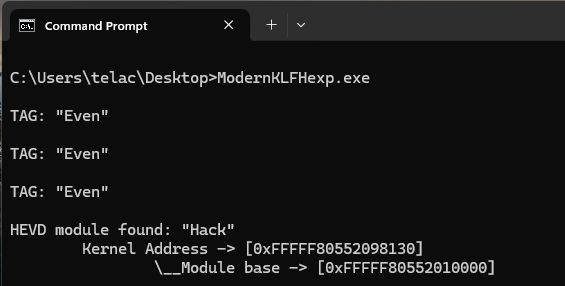 Command Prompt
C:\Users\telac\Desktop>ModernKLFHexp.exe
TAG: "Even"
TAG: "Even"
TAG: "Even"
HEVD module found: "Hack"
Kernel Address -> [0xFFFFF80552098130]
\__Module base -> [0xFFFFF80552010000]